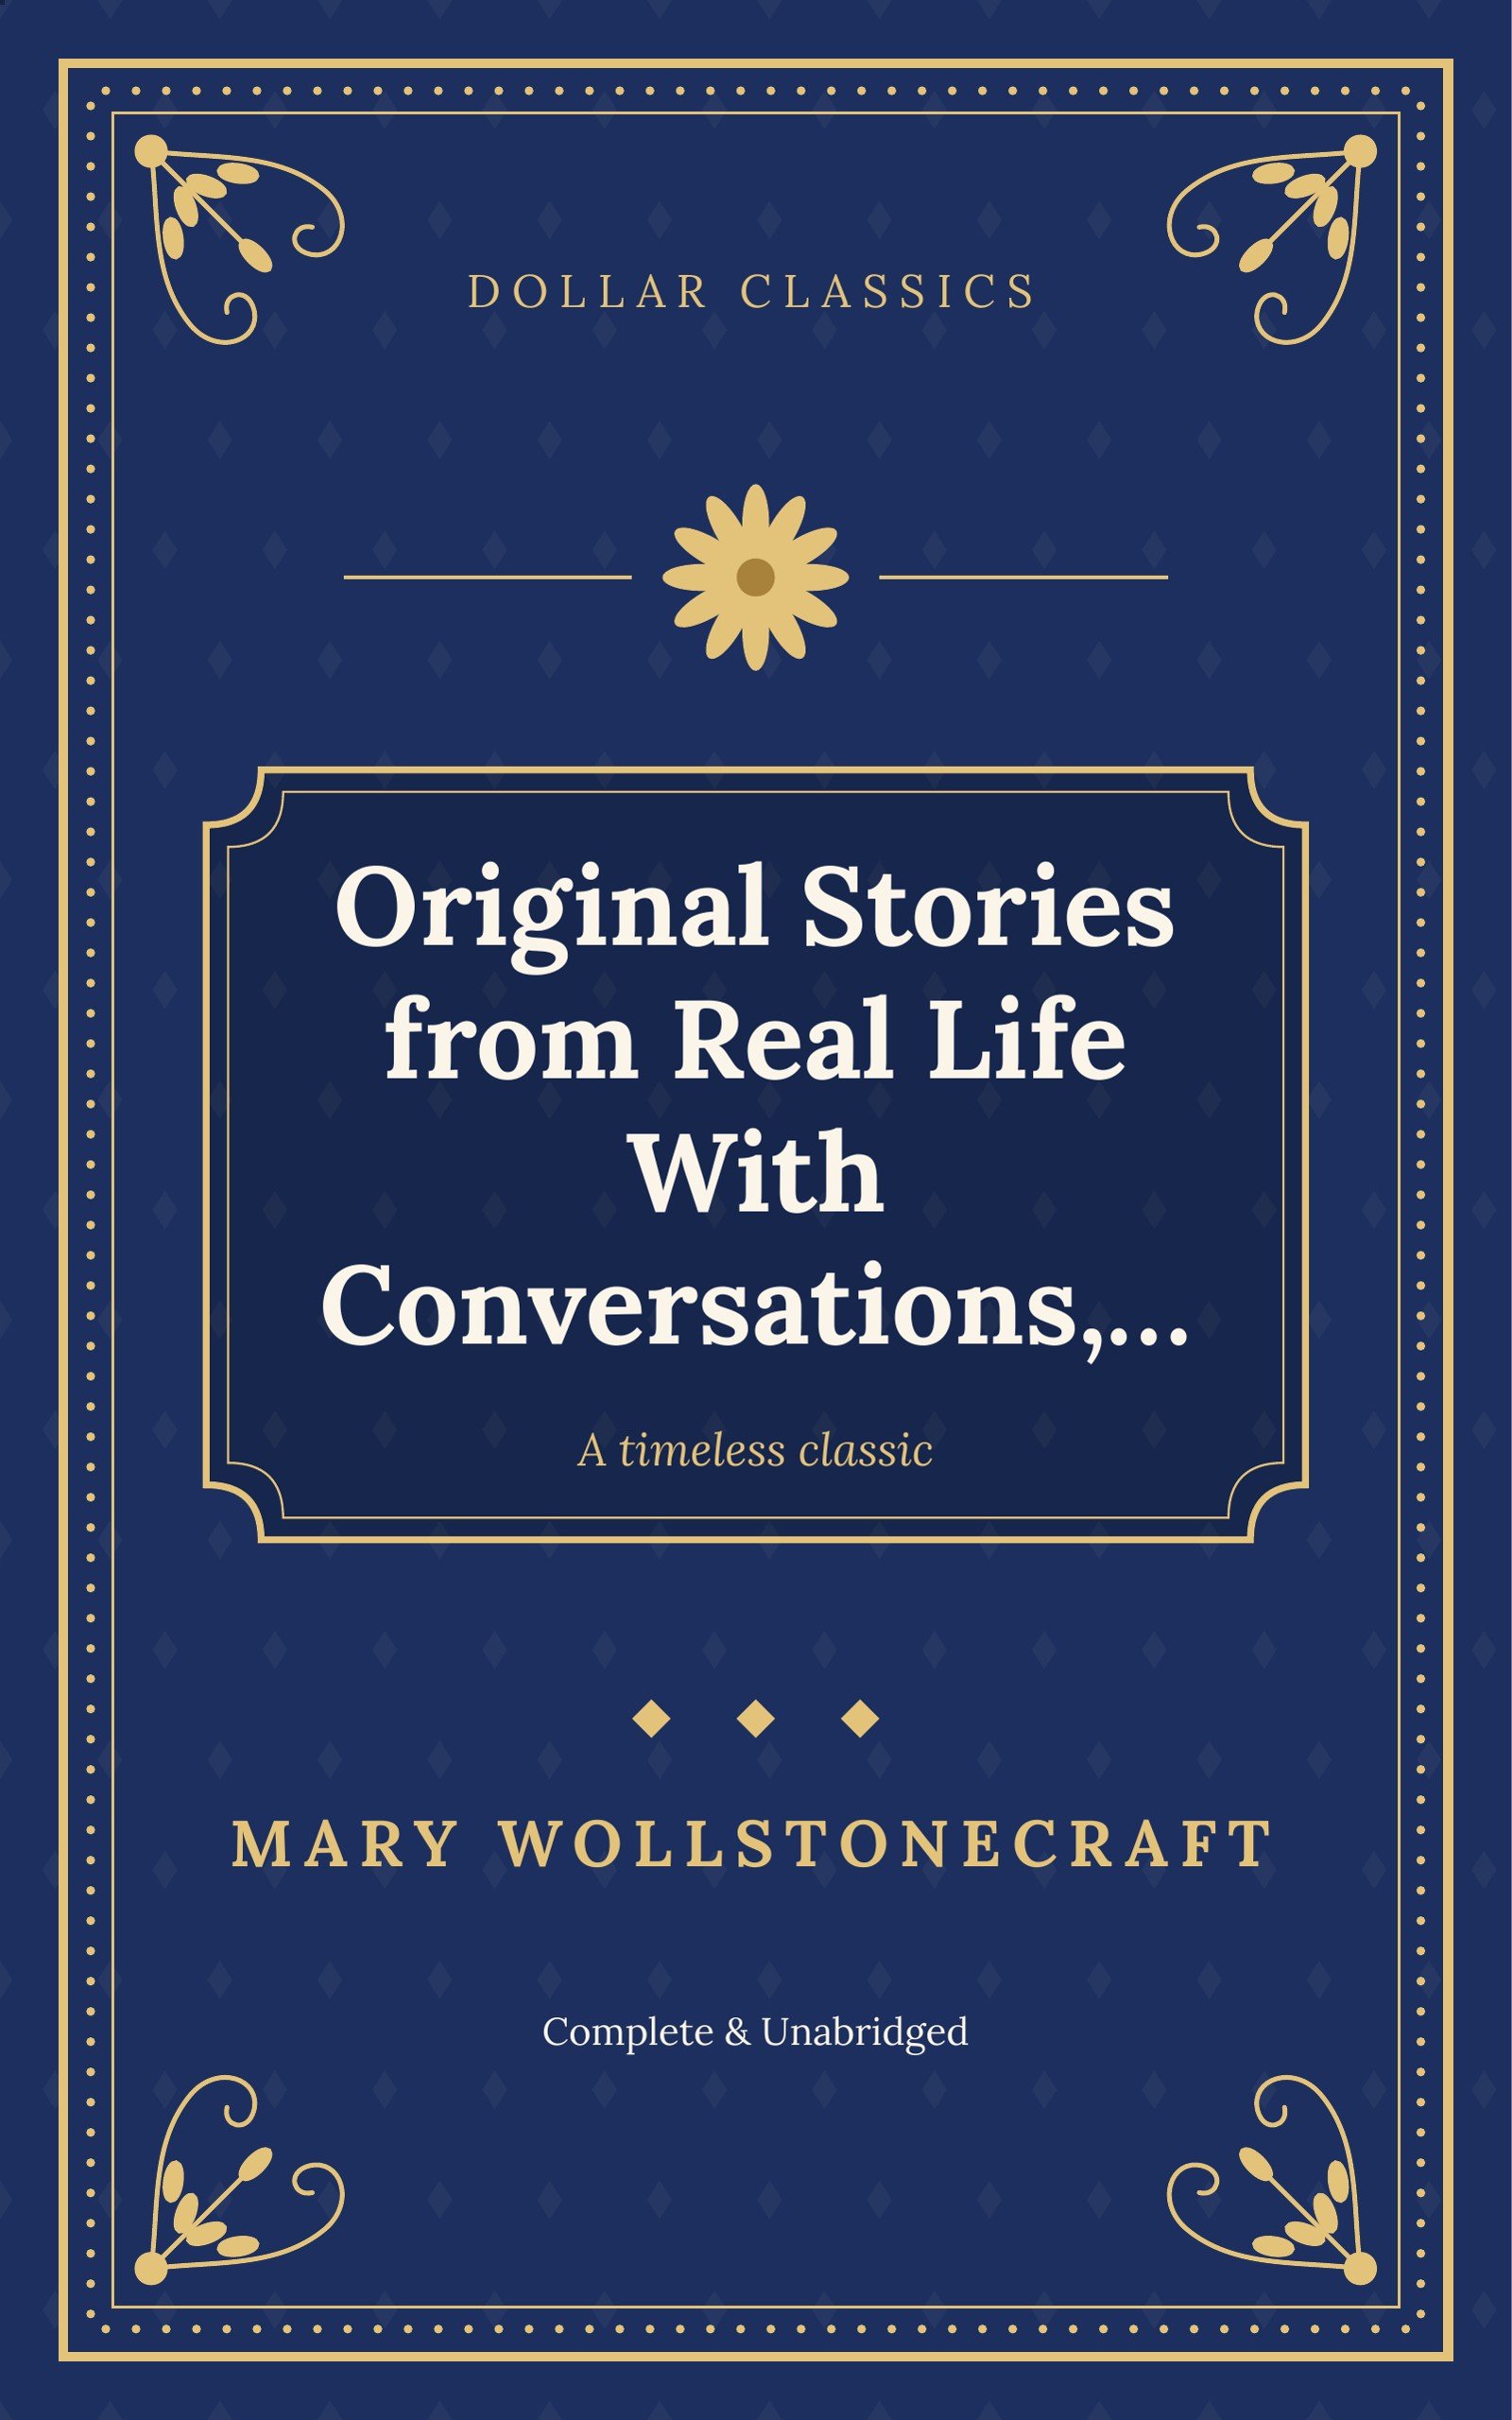 DOLLAR CLASSICS
Original Stories
from Real Life
With
Conversations,...
A timeless classic
MARY WOLLSTONECRAFT
Complete & Unabridged